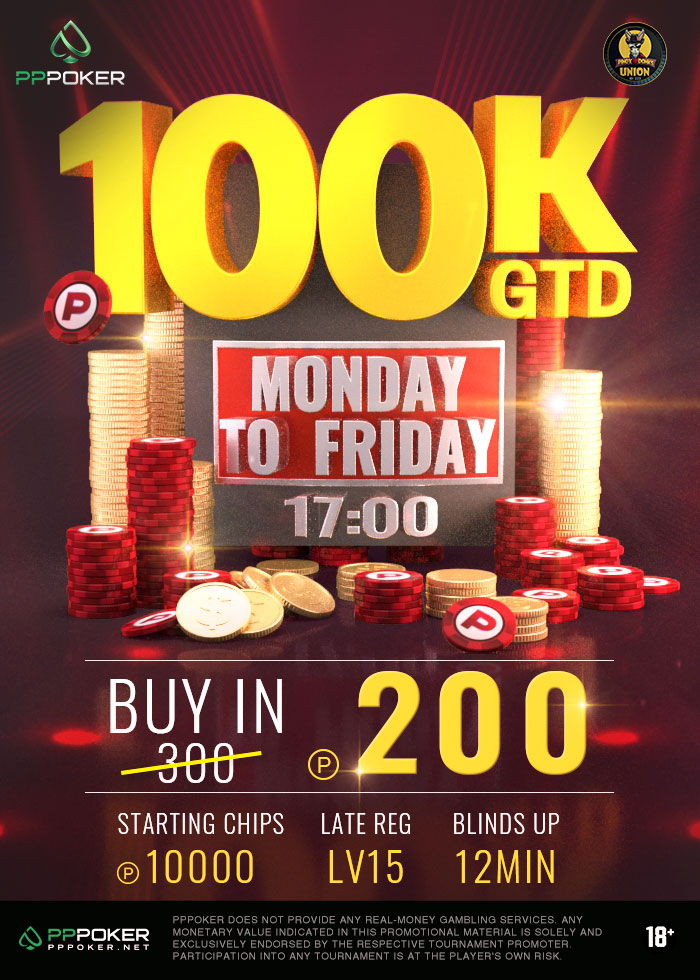 PPPOKER
UNION
100K
GTD
MONDAY
TO FRIDAY
17:00
BUY IN
300
P 200
STARTING CHIPS
P 10000
LATE REG
LV15
BLINDS UP
12MIN
PPPOKER
PPPOKER.NET
PPPOKER DOES NOT PROVIDE ANY REAL-MONEY GAMBLING SERVICES. ANY
MONETARY VALUE INDICATED IN THIS PROMOTIONAL MATERIAL IS SOLELY AND
EXCLUSIVELY ENDORSED BY THE RESPECTIVE TOURNAMENT PROMOTER.
PARTICIPATION INTO ANY TOURNAMENT IS AT THE PLAYER'S OWN RISK.
18+